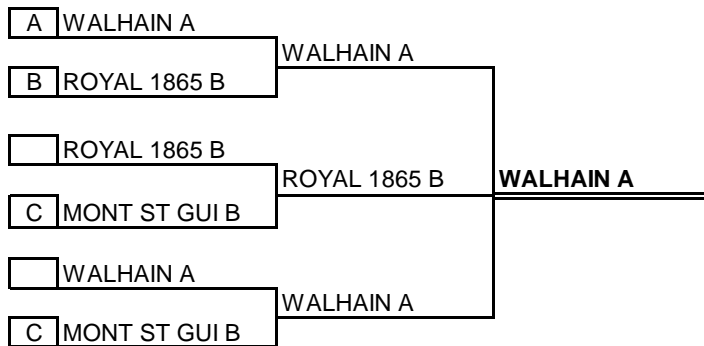 A WALHAIN A
WALHAIN A
B ROYAL 1865 B
ROYAL 1865 B
ROYAL 1865 B WALHAIN A
C MONT ST GUI B
WALHAIN A
WALHAIN A
C MONT ST GUI B